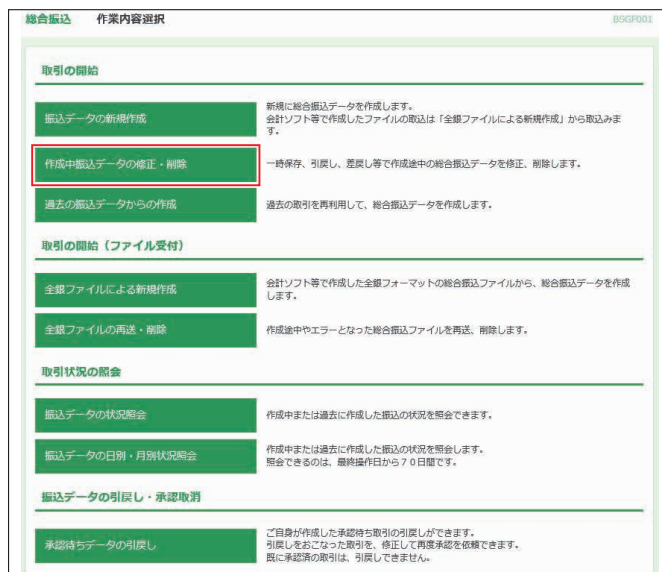 総合振込 作業内容選択 BSGF001
取引の開始
振込データの新規作成
新規に総合振込データを作成します。
会計ソフト等で作成したファイルの取込は「全銀ファイルによる新規作成」から取込みま
す。
作成中振込データの修正・削除
一時保存、引戻し、差戻し等で作成途中の総合振込データを修正、削除します。
過去の振込データからの作成
過去の取引を再利用して、総合振込データを作成します。
取引の開始（ファイル受付）
全銀ファイルによる新規作成
会計ソフト等で作成した全銀フォーマットの総合振込ファイルから、総合振込データを作成
します。
全銀ファイルの再送・削除
作成途中やエラーとなった総合振込ファイルを再送、削除します。
取引状況の照会
振込データの状況照会
作成中または過去に作成した振込の状況を照会できます。
振込データの日別・月別状況照会
作成中または過去に作成した振込の状況を照会します。
照会できるのは、最終操作日から７０日間です。
振込データの引戻し・承認取消
承認待ちデータの引戻し
ご自身が作成した承認待ち取引の引戻しができます。
引戻しをおこなった取引を、修正して再度承認を依頼できます。
既に承認済の取引は、引戻しできません。